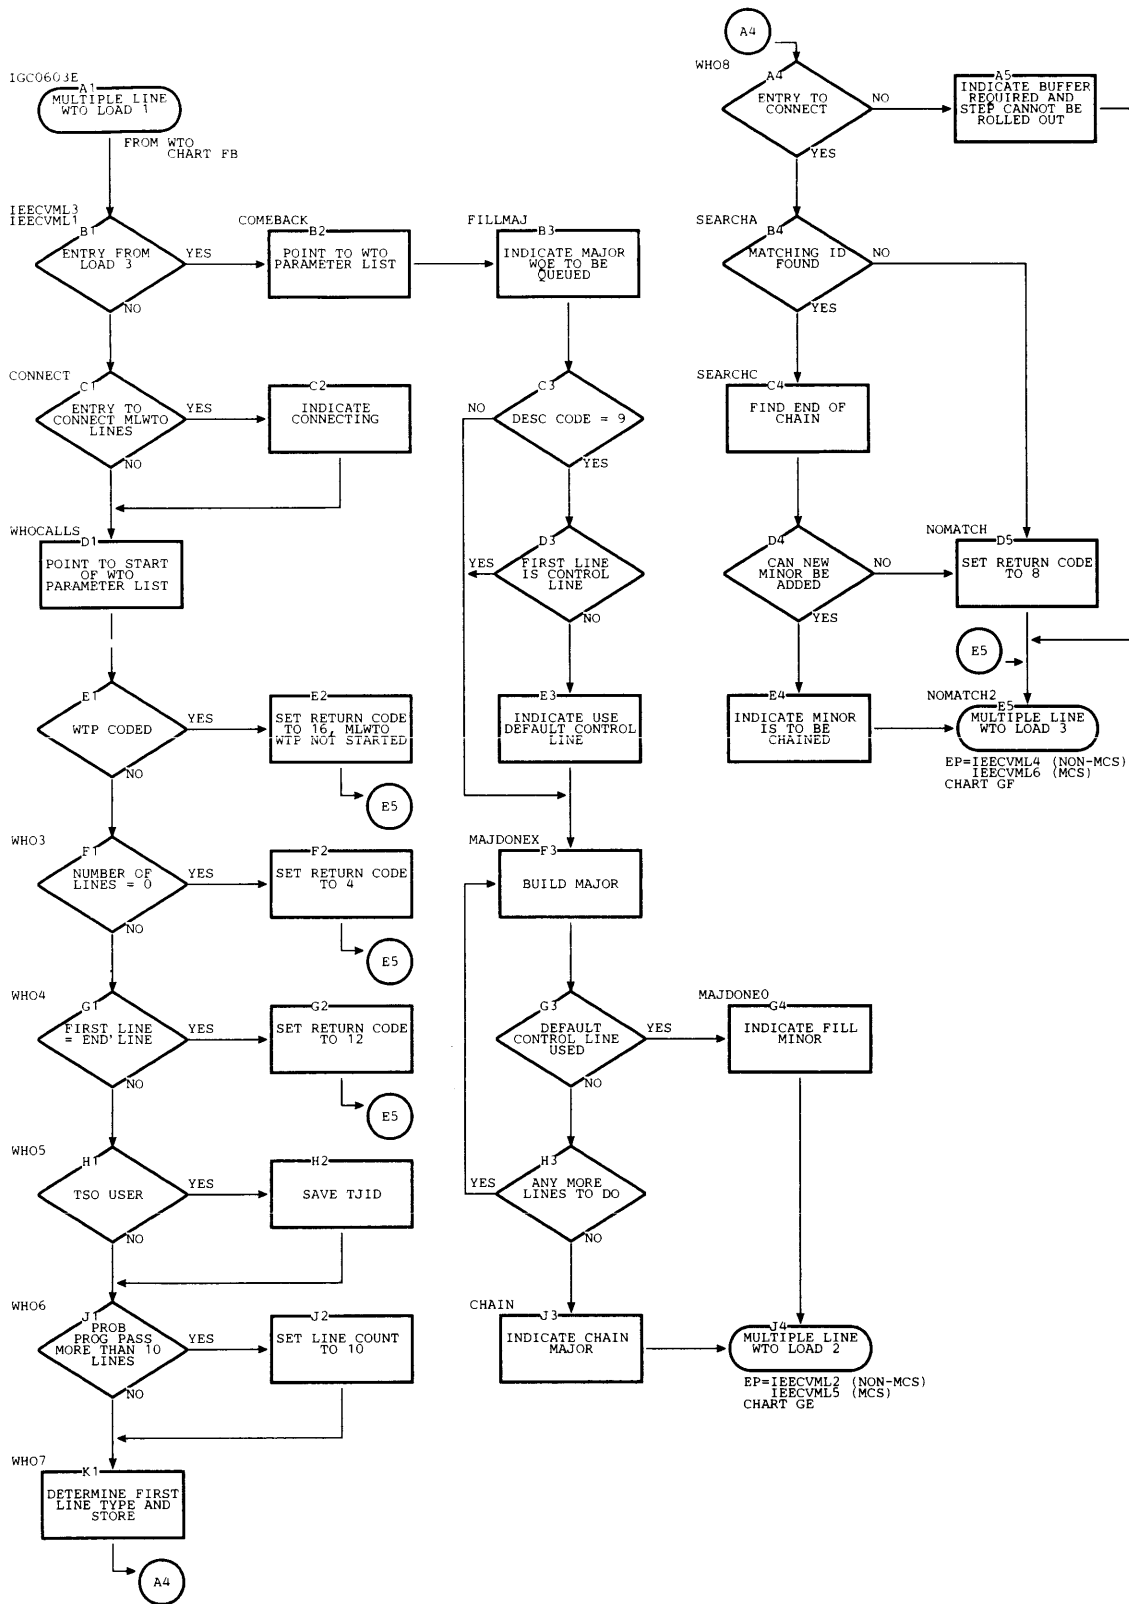 IGC0603E
A1
MULTIPLE LINE
WTO LOAD 1
FROM WTO
CHART FB
IEECVML3
IEECVML1
B1
ENTRY FROM
LOAD 3
YES
NO
COMEBACK
B2
POINT TO WTO
PARAMETER LIST
FILLMAJ
B3
INDICATE MAJOR
WQE TO BE
QUEUED
CONNECT
C1
ENTRY TO
CONNECT MLWTO
LINES
YES
NO
C2
INDICATE
CONNECTING
C3
DESC CODE = 9
NO
YES
WHOCALLS
D1
POINT TO START
OF WTO
PARAMETER LIST
D3
FIRST LINE
IS CONTROL
LINE
YES
NO
E1
WTP CODED
YES
NO
E2
SET RETURN CODE
TO 16, MLWTO
WTP NOT STARTED
E5
E3
INDICATE USE
DEFAULT CONTROL
LINE
WHO3
F1
NUMBER OF
LINES = 0
YES
NO
F2
SET RETURN CODE
TO 4
E5
MAJDONEX
F3
BUILD MAJOR
WHO4
G1
FIRST LINE
= END' LINE
YES
NO
G2
SET RETURN CODE
TO 12
E5
G3
DEFAULT
CONTROL LINE
USED
YES
NO
MAJDONE0
G4
INDICATE FILL
MINOR
WHO5
H1
TSO USER
YES
NO
H2
SAVE TJID
H3
ANY MORE
LINES TO DO
YES
NO
WHO6
J1
PROB
PROG PASS
MORE THAN 10
LINES
YES
NO
J2
SET LINE COUNT
TO 10
CHAIN
J3
INDICATE CHAIN
MAJOR
J4
MULTIPLE LINE
WTO LOAD 2
EP=IEECVML2 (NON-MCS)
IEECVML5 (MCS)
CHART GE
WHO7
K1
DETERMINE FIRST
LINE TYPE AND
STORE
A4
A4
WHO8
A4
ENTRY TO
CONNECT
NO
YES
A5
INDICATE BUFFER
REQUIRED AND
STEP CANNOT BE
ROLLED OUT
SEARCHA
B4
MATCHING ID
FOUND
NO
YES
SEARCHC
C4
FIND END OF
CHAIN
D4
CAN NEW
MINOR BE
ADDED
NO
YES
NOMATCH
D5
SET RETURN CODE
TO 8
E5
E4
INDICATE MINOR
IS TO BE
CHAINED
NOMATCH2
E5
MULTIPLE LINE
WTO LOAD 3
EP=IEECVML4 (NON-MCS)
IEECVML6 (MCS)
CHART GF